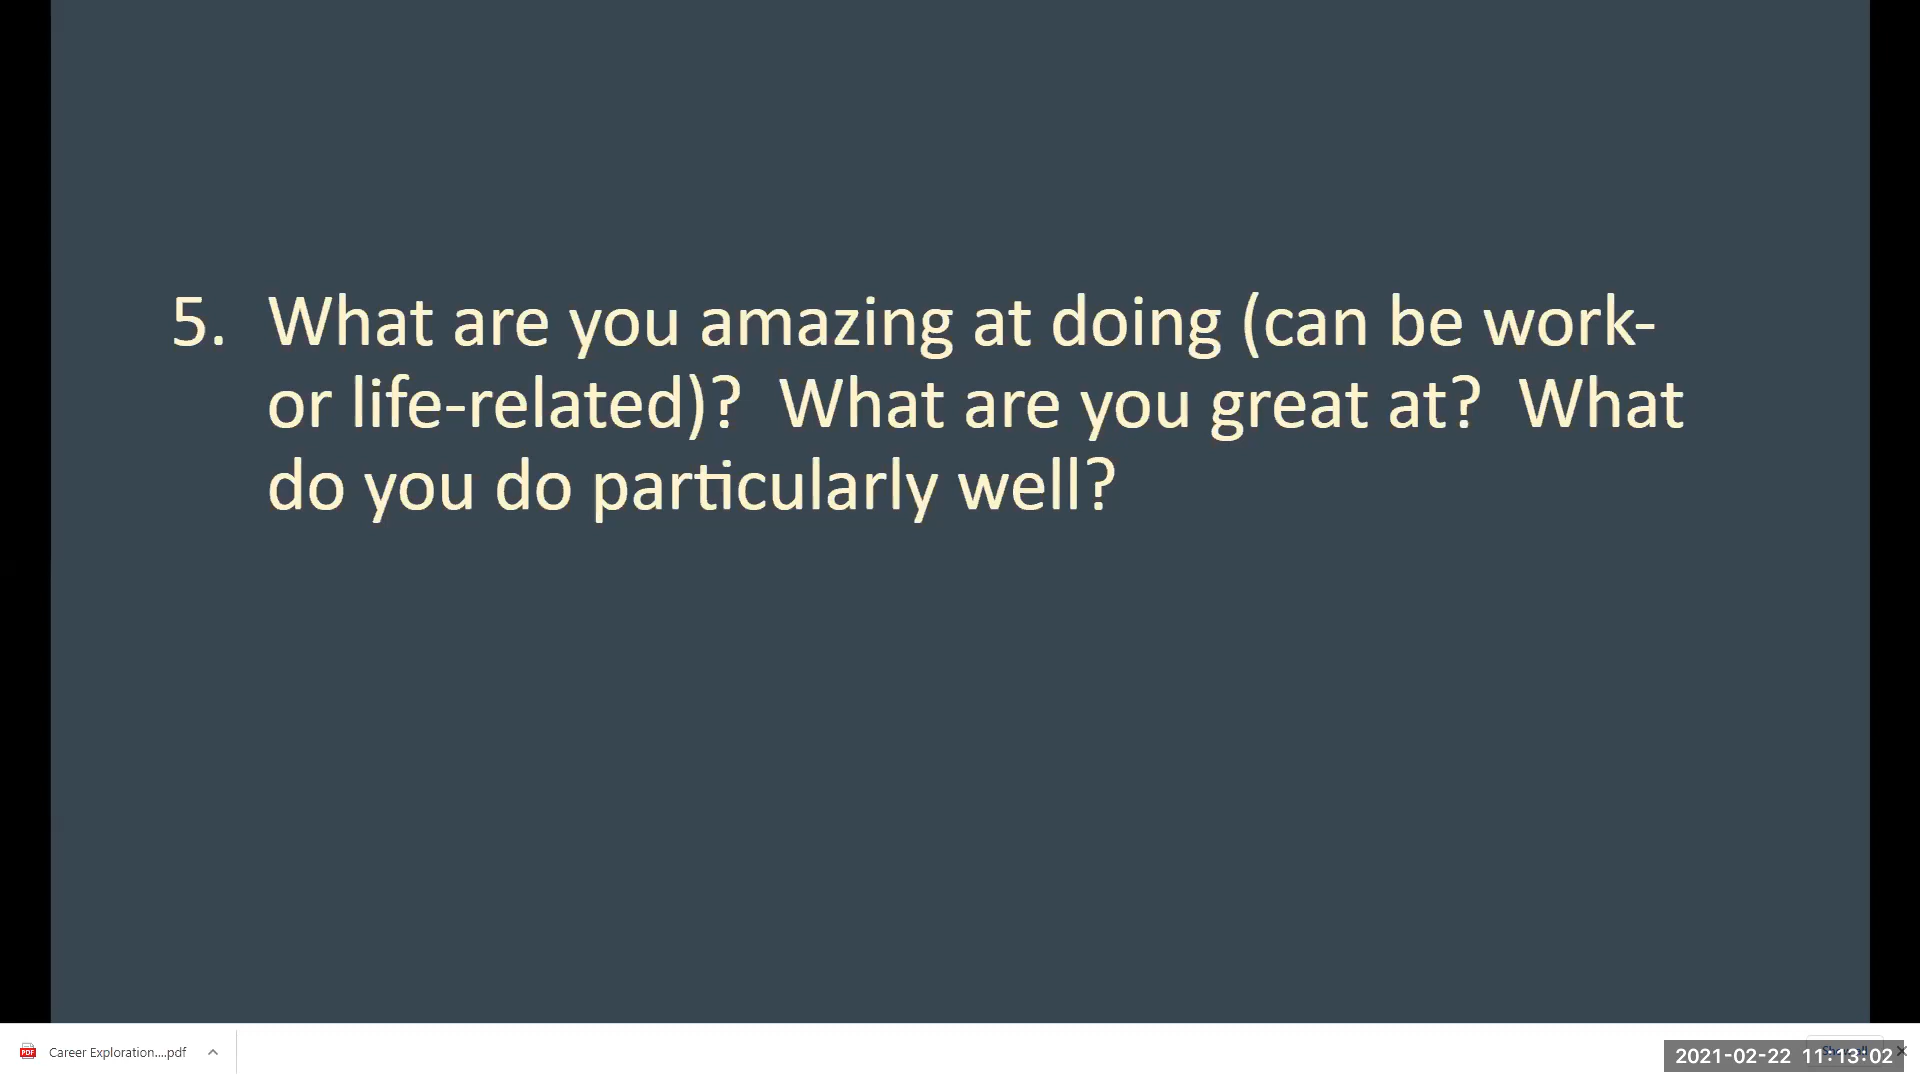 5. What are you amazing at doing (can be work-
or life-related)? What are you great at? What
do you do particularly well?
Career Exploration....pdf
2021-02-22 11:13:02